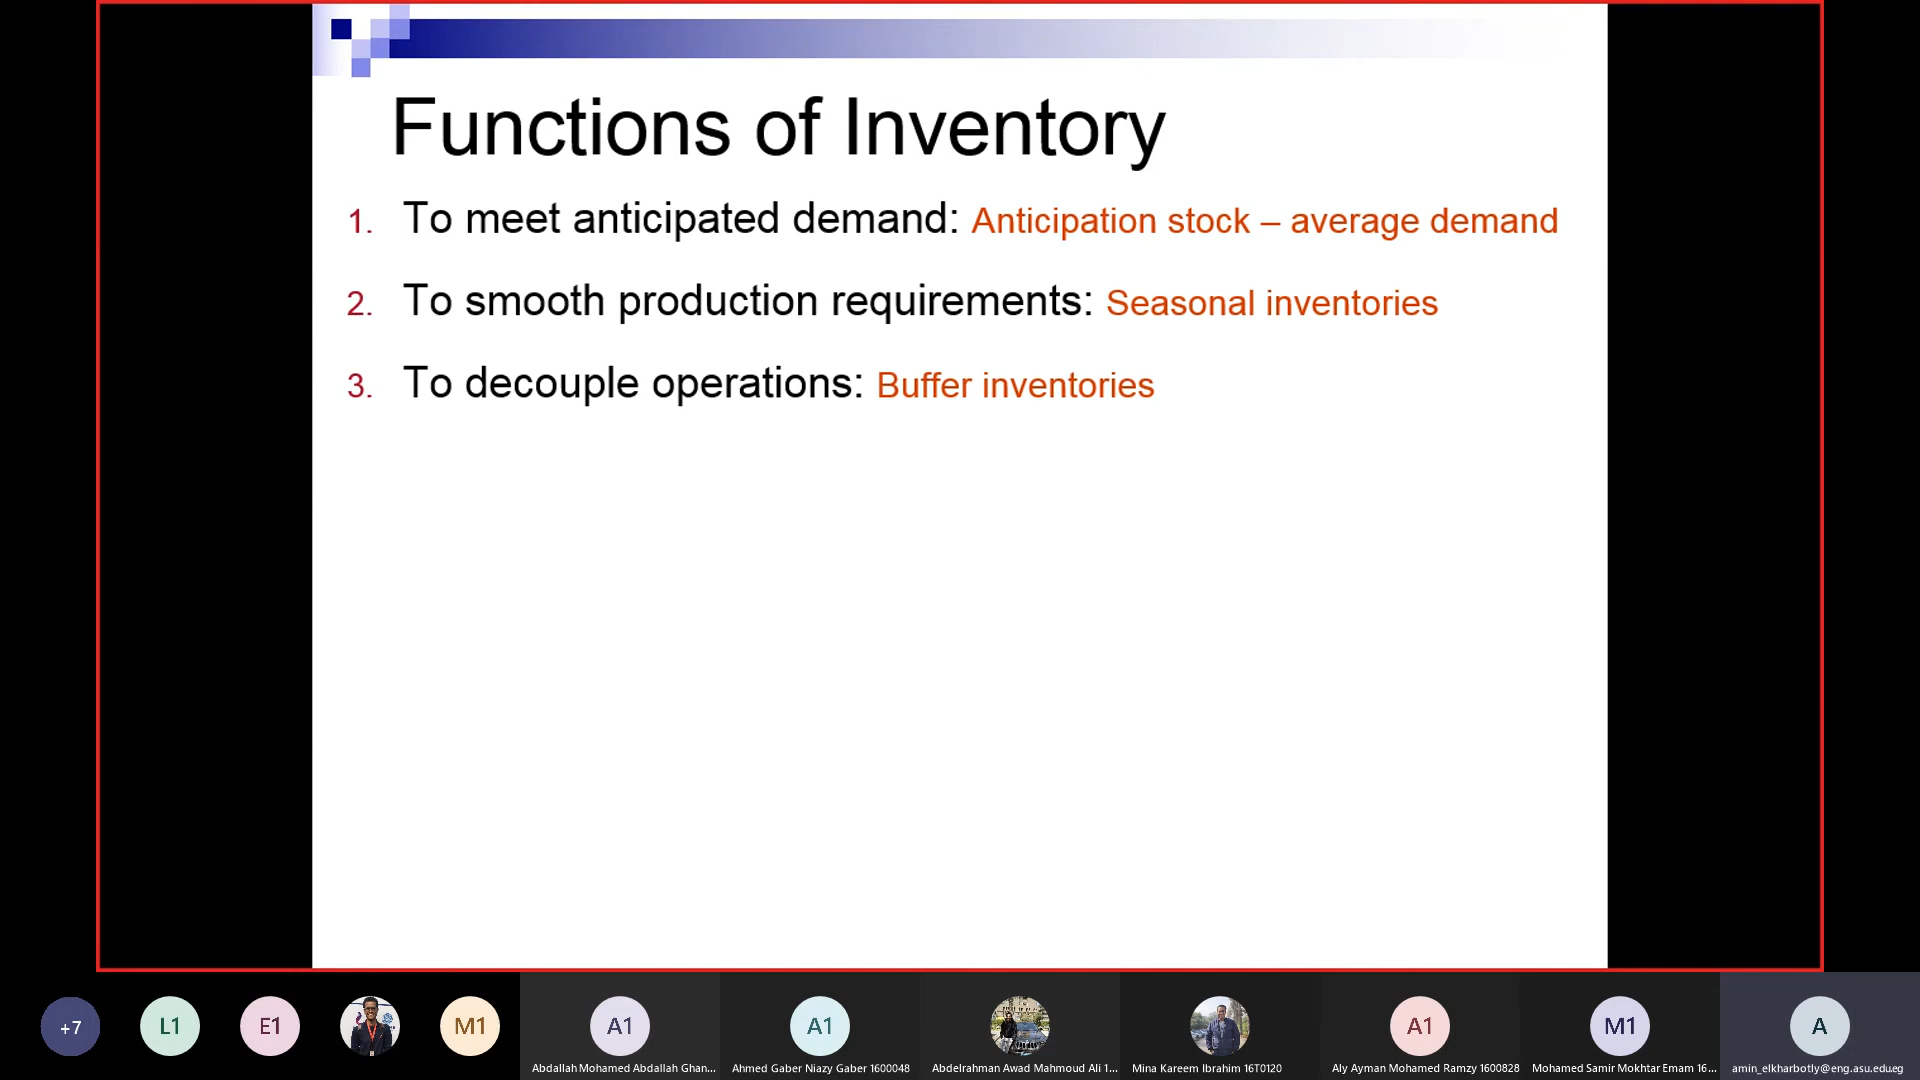 Functions of Inventory
1. To meet anticipated demand: Anticipation stock – average demand
2. To smooth production requirements: Seasonal inventories
3. To decouple operations: Buffer inventories
+7
L1
E1
M1
A1
A1
A1
M1
A
Abdallah Mohamed Abdallah Ghan...
Ahmed Gaber Niazy Gaber 1600048
Abdelrahman Awad Mahmoud Ali 1...
Mina Kareem Ibrahim 16T0120
Aly Ayman Mohamed Ramzy 1600828
Mohamed Samir Mokhtar Emam 16...
amin_elkharbotly@eng.asu.edu.eg